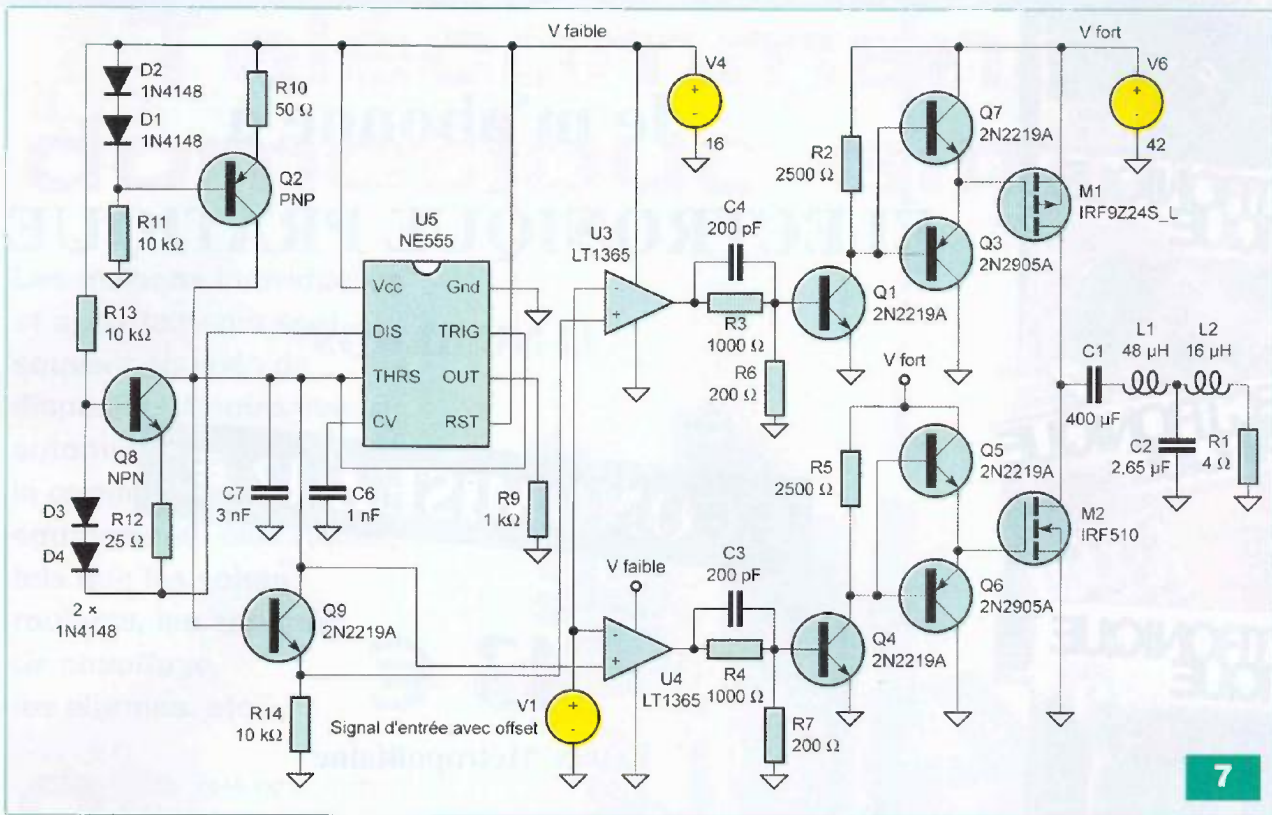 V faible
V4
16
V fort
V6
42
D2
1N4148
D1
1N4148
R10
50 Ω
Q2
PNP
R11
10 kΩ
R13
10 kΩ
U5
NE555
Vcc
Gnd
DIS
TRIG
THRS
OUT
CV
RST
Q8
NPN
D3
D4
2 ×
1N4148
R12
25 Ω
C7
3 nF
C6
1 nF
R9
1 kΩ
Q9
2N2219A
R14
10 kΩ
Signal d'entrée avec offset
V1
U3
LT1365
-
+
C4
200 pF
R3
1000 Ω
R6
200 Ω
R2
2500 Ω
Q7
2N2219A
Q3
2N2905A
Q1
2N2219A
M1
IRF9Z24S_L
V faible
U4
LT1365
-
+
C3
200 pF
R4
1000 Ω
R7
200 Ω
V fort
R5
2500 Ω
Q5
2N2219A
Q6
2N2905A
Q4
2N2219A
M2
IRF510
C1
400 µF
L1
48 µH
L2
16 µH
C2
2.65 µF
R1
4 Ω
7